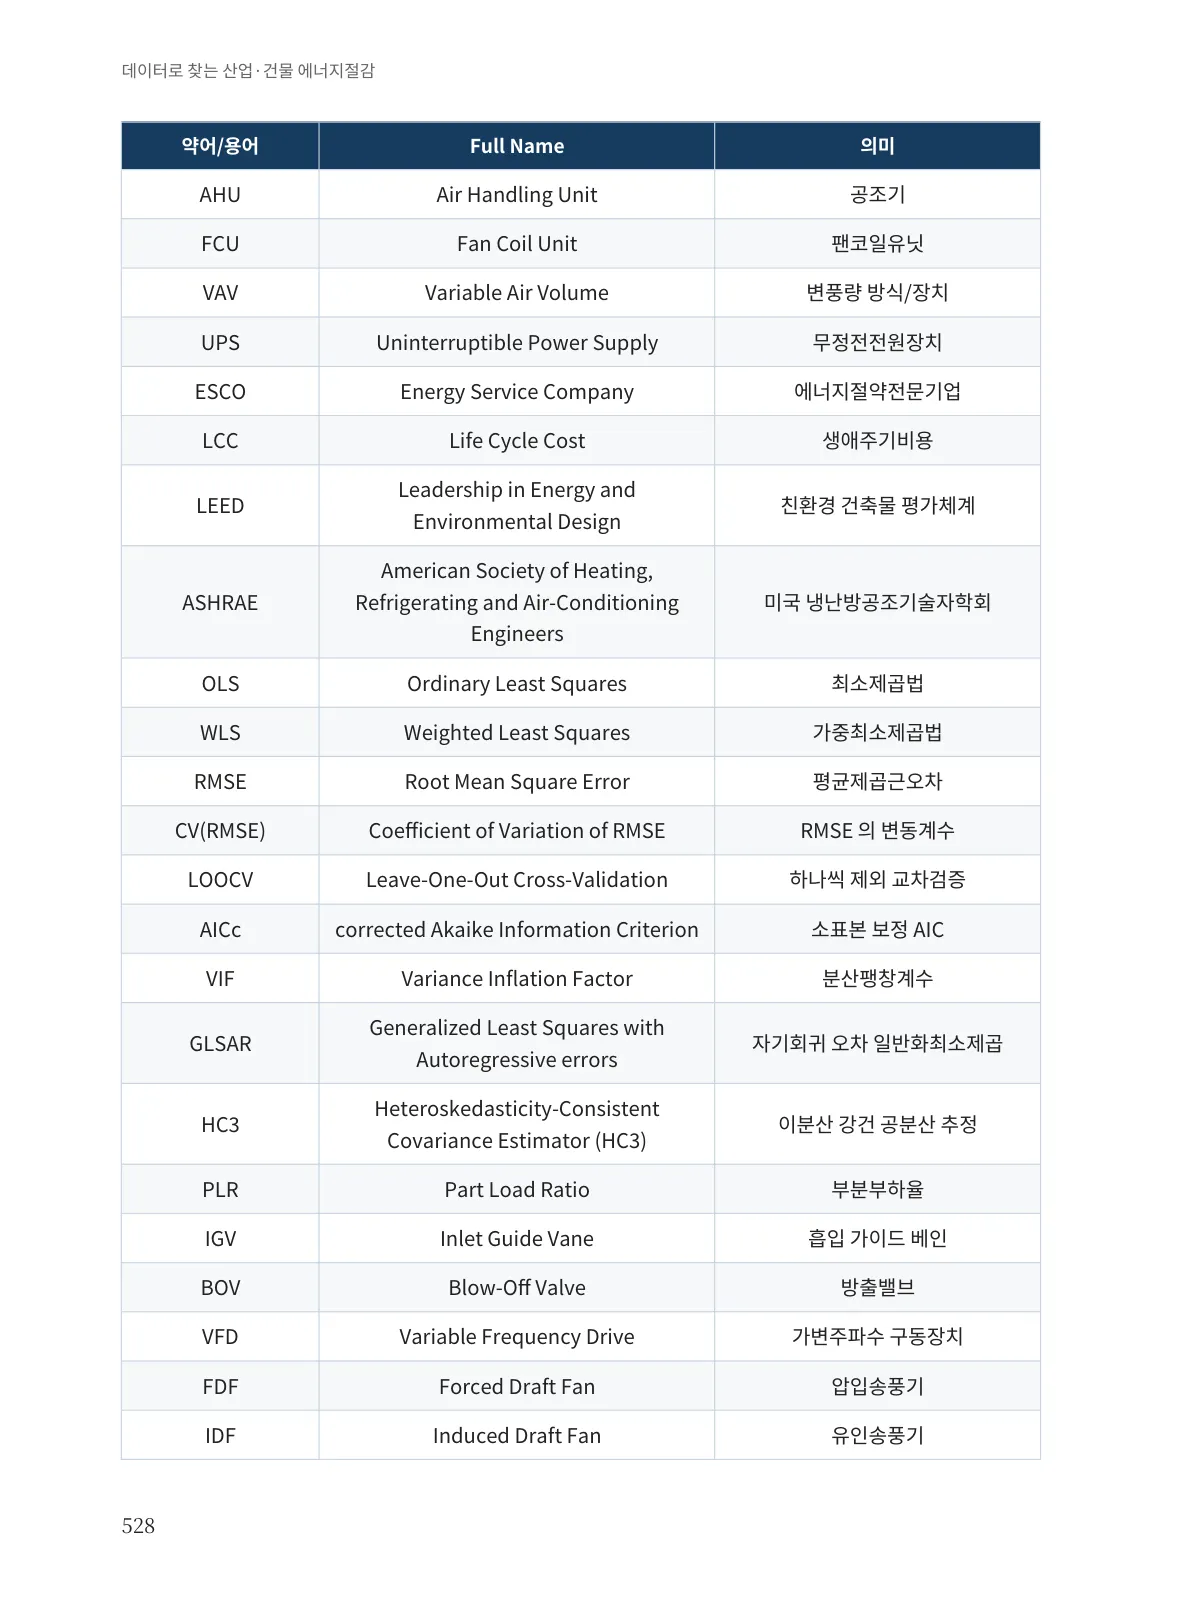 데이터로 찾는 산업·건물 에너지절감
약어/용어 Full Name 의미
AHU Air Handling Unit 공조기
FCU Fan Coil Unit 팬코일유닛
VAV Variable Air Volume 변풍량 방식/장치
UPS Uninterruptible Power Supply 무정전전원장치
ESCO Energy Service Company 에너지절약전문기업
LCC Life Cycle Cost 생애주기비용
LEED Leadership in Energy and
Environmental Design 친환경 건축물 평가체계
ASHRAE American Society of Heating,
Refrigerating and Air-Conditioning
Engineers 미국 냉난방공조기술자학회
OLS Ordinary Least Squares 최소제곱법
WLS Weighted Least Squares 가중최소제곱법
RMSE Root Mean Square Error 평균제곱근오차
CV(RMSE) Coefficient of Variation of RMSE RMSE 의 변동계수
LOOCV Leave-One-Out Cross-Validation 하나씩 제외 교차검증
AICc corrected Akaike Information Criterion 소표본 보정 AIC
VIF Variance Inflation Factor 분산팽창계수
GLSAR Generalized Least Squares with
Autoregressive errors 자기회귀 오차 일반화최소제곱
HC3 Heteroskedasticity-Consistent
Covariance Estimator (HC3) 이분산 강건 공분산 추정
PLR Part Load Ratio 부분부하율
IGV Inlet Guide Vane 흡입 가이드 베인
BOV Blow-Off Valve 방출밸브
VFD Variable Frequency Drive 가변주파수 구동장치
FDF Forced Draft Fan 압입송풍기
IDF Induced Draft Fan 유인송풍기
528